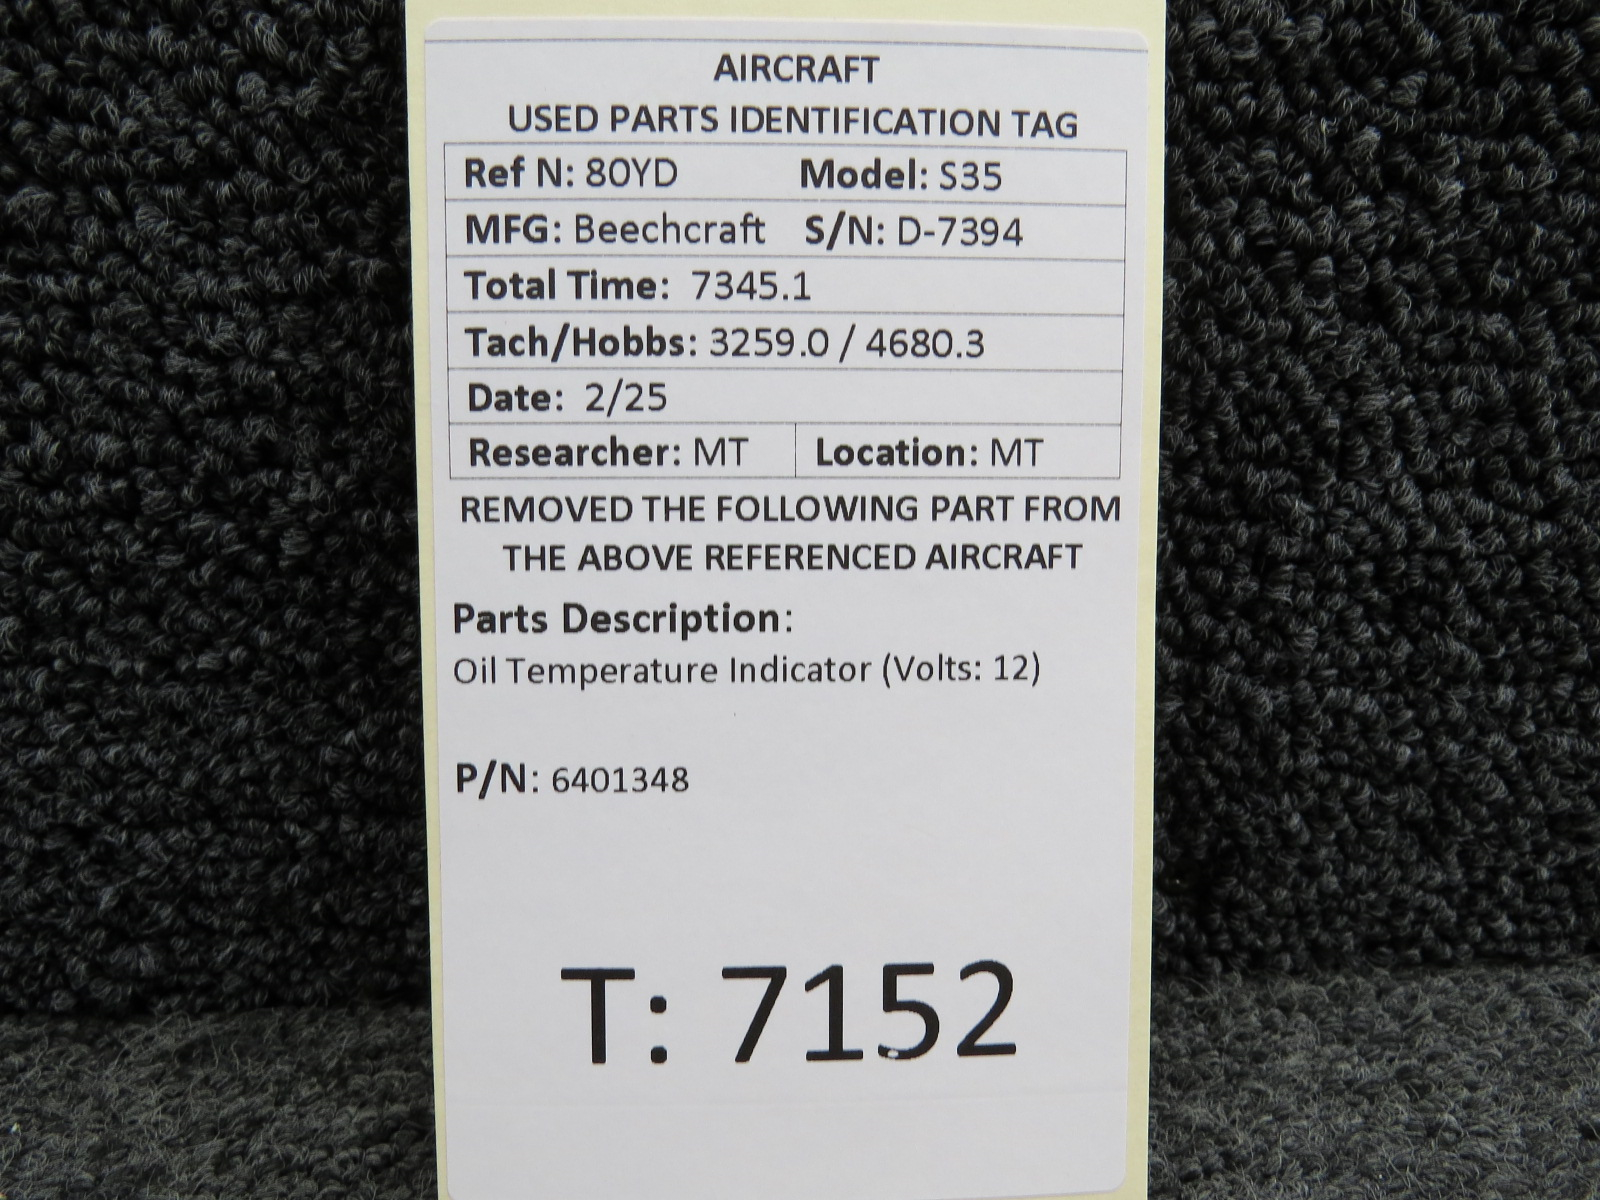 AIRCRAFT
USED PARTS IDENTIFICATION TAG
Ref N: 80YD Model: S35
MFG: Beechcraft S/N: D-7394
Total Time: 7345.1
Tach/Hobbs: 3259.0 / 4680.3
Date: 2/25
Researcher: MT Location: MT
REMOVED THE FOLLOWING PART FROM
THE ABOVE REFERENCED AIRCRAFT
Parts Description:
Oil Temperature Indicator (Volts: 12)
P/N: 6401348
T: 7152